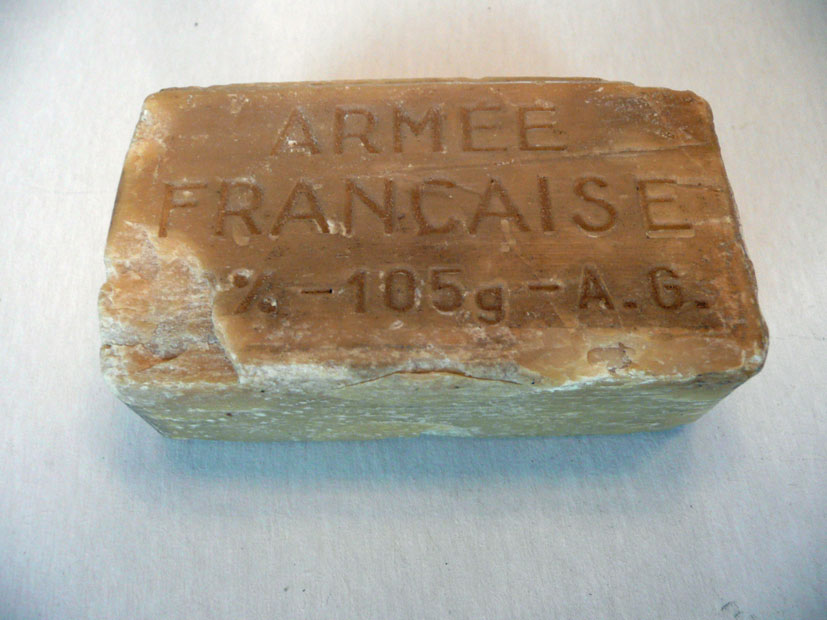 ARMÉE
FRANCAISE
% - 105g - A.G.